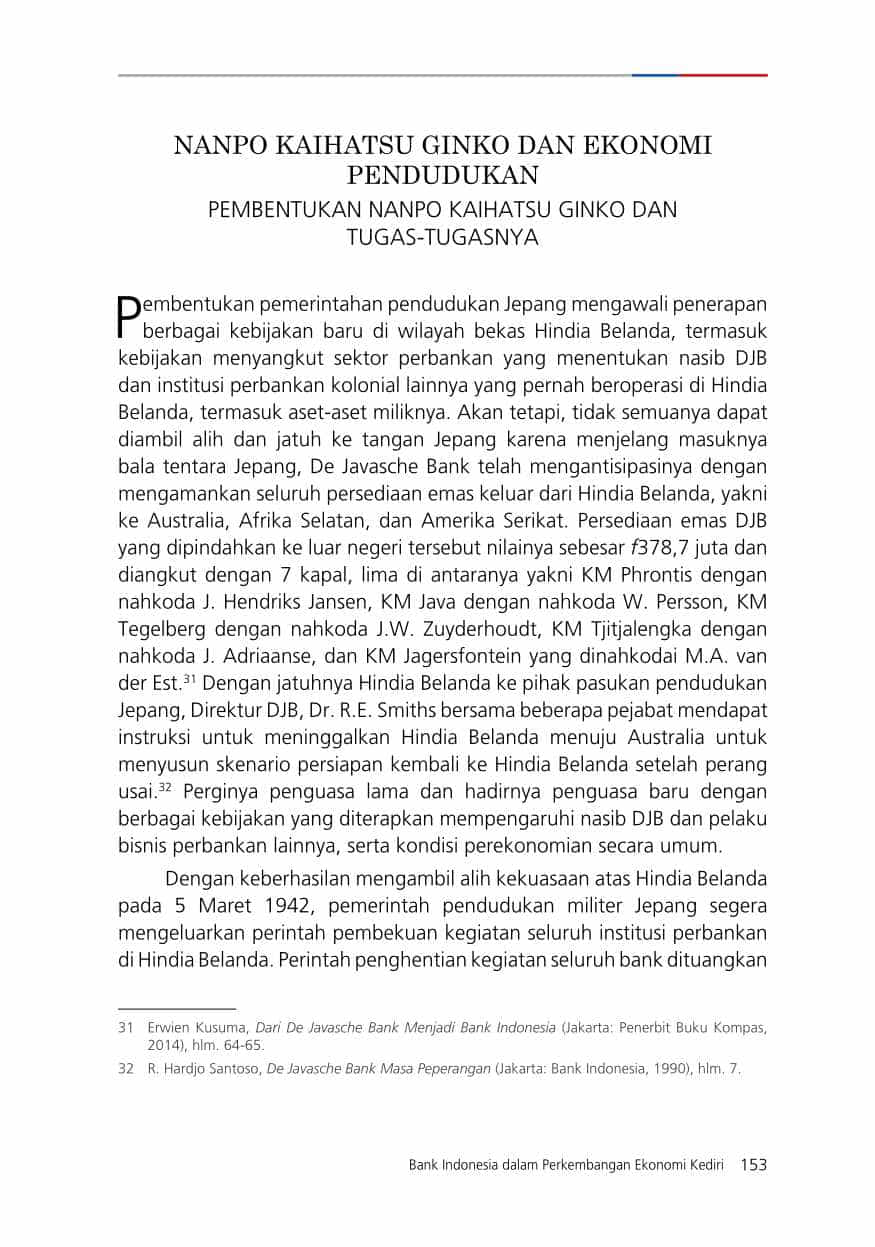 NANPO KAIHATSU GINKO DAN EKONOMI
PENDUDUKAN
PEMBENTUKAN NANPO KAIHATSU GINKO DAN
TUGAS-TUGASNYA
Pembentukan pemerintahan pendudukan Jepang mengawali penerapan
berbagai kebijakan baru di wilayah bekas Hindia Belanda, termasuk
kebijakan menyangkut sektor perbankan yang menentukan nasib DJB
dan institusi perbankan kolonial lainnya yang pernah beroperasi di Hindia
Belanda, termasuk aset-aset miliknya. Akan tetapi, tidak semuanya dapat
diambil alih dan jatuh ke tangan Jepang karena menjelang masuknya
bala tentara Jepang, De Javasche Bank telah mengantisipasinya dengan
mengamankan seluruh persediaan emas keluar dari Hindia Belanda, yakni
ke Australia, Afrika Selatan, dan Amerika Serikat. Persediaan emas DJB
yang dipindahkan ke luar negeri tersebut nilainya sebesar f378,7 juta dan
diangkut dengan 7 kapal, lima di antaranya yakni KM Phrontis dengan
nahkoda J. Hendriks Jansen, KM Java dengan nahkoda W. Persson, KM
Tegelberg dengan nahkoda J.W. Zuyderhoudt, KM Tjitjalengka dengan
nahkoda J. Adriaanse, dan KM Jagersfontein yang dinahkodai M.A. van
der Est.31 Dengan jatuhnya Hindia Belanda ke pihak pasukan pendudukan
Jepang, Direktur DJB, Dr. R.E. Smiths bersama beberapa pejabat mendapat
instruksi untuk meninggalkan Hindia Belanda menuju Australia untuk
menyusun skenario persiapan kembali ke Hindia Belanda setelah perang
usai.32 Perginya penguasa lama dan hadirnya penguasa baru dengan
berbagai kebijakan yang diterapkan mempengaruhi nasib DJB dan pelaku
bisnis perbankan lainnya, serta kondisi perekonomian secara umum.
Dengan keberhasilan mengambil alih kekuasaan atas Hindia Belanda
pada 5 Maret 1942, pemerintah pendudukan militer Jepang segera
mengeluarkan perintah pembekuan kegiatan seluruh institusi perbankan
di Hindia Belanda. Perintah penghentian kegiatan seluruh bank dituangkan
31 Erwien Kusuma, Dari De Javasche Bank Menjadi Bank Indonesia (Jakarta: Penerbit Buku Kompas,
2014), hlm. 64-65.
32 R. Hardjo Santoso, De Javasche Bank Masa Peperangan (Jakarta: Bank Indonesia, 1990), hlm. 7.
Bank Indonesia dalam Perkembangan Ekonomi Kediri 153